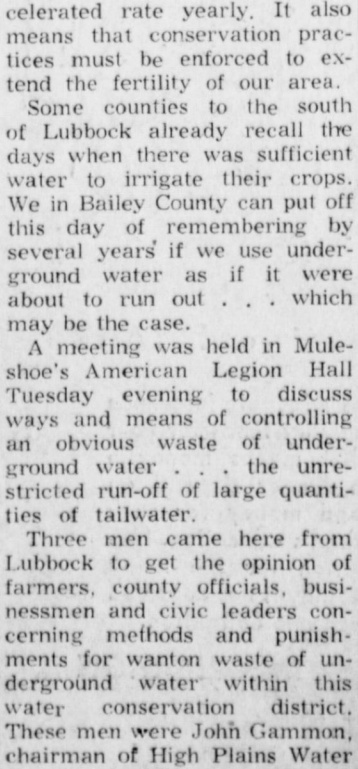 celerated rate yearly. It also
means that conservation prac-
tices must be enforced to ex-
tend the fertility of our area.
Some counties to the south
of Lubbock already recall the
days when there was sufficient
water to irrigate their crops.
We in Bailey County can put off
this day of remembering by
several years if we use under-
ground water as if it were
about to run out . . . which
may be the case.
A meeting was held in Mule-
shoe's American Legion Hall
Tuesday evening to discuss
ways and means of controlling
an obvious waste of under-
ground water . . . the unre-
stricted run-off of large quanti-
ties of tailwater.
Three men came here from
Lubbock to get the opinion of
farmers, county officials, busi-
nessmen and civic leaders con-
cerning methods and punish-
ments for wanton waste of un-
derground water within this
water conservation district.
These men were John Gammon,
chairman of High Plains Water